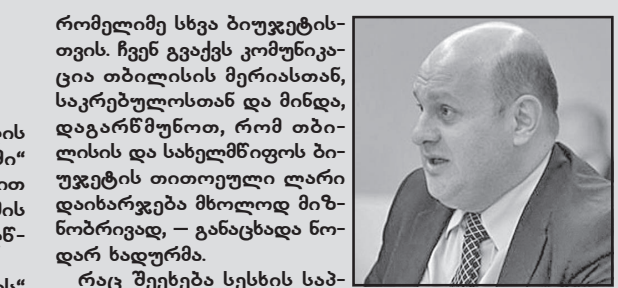 რომელიმე სხვა ბიუჯეტის-
თვის. ჩვენ გვაქვს კომუნიკა-
ცია თბილისის მერიასთან,
საკრებულოსთან და მინდა,
დაგარწმუნოთ, რომ თბი-
ლისის და სახელმწიფოს ბი-
უჯეტის თითოეული ლარი
დაიხარჯება მხოლოდ მიზ-
ნობრივად, — განაცხადა ნო-
დარ ხადურმა.
რაც შეეხება სესხის საპ-